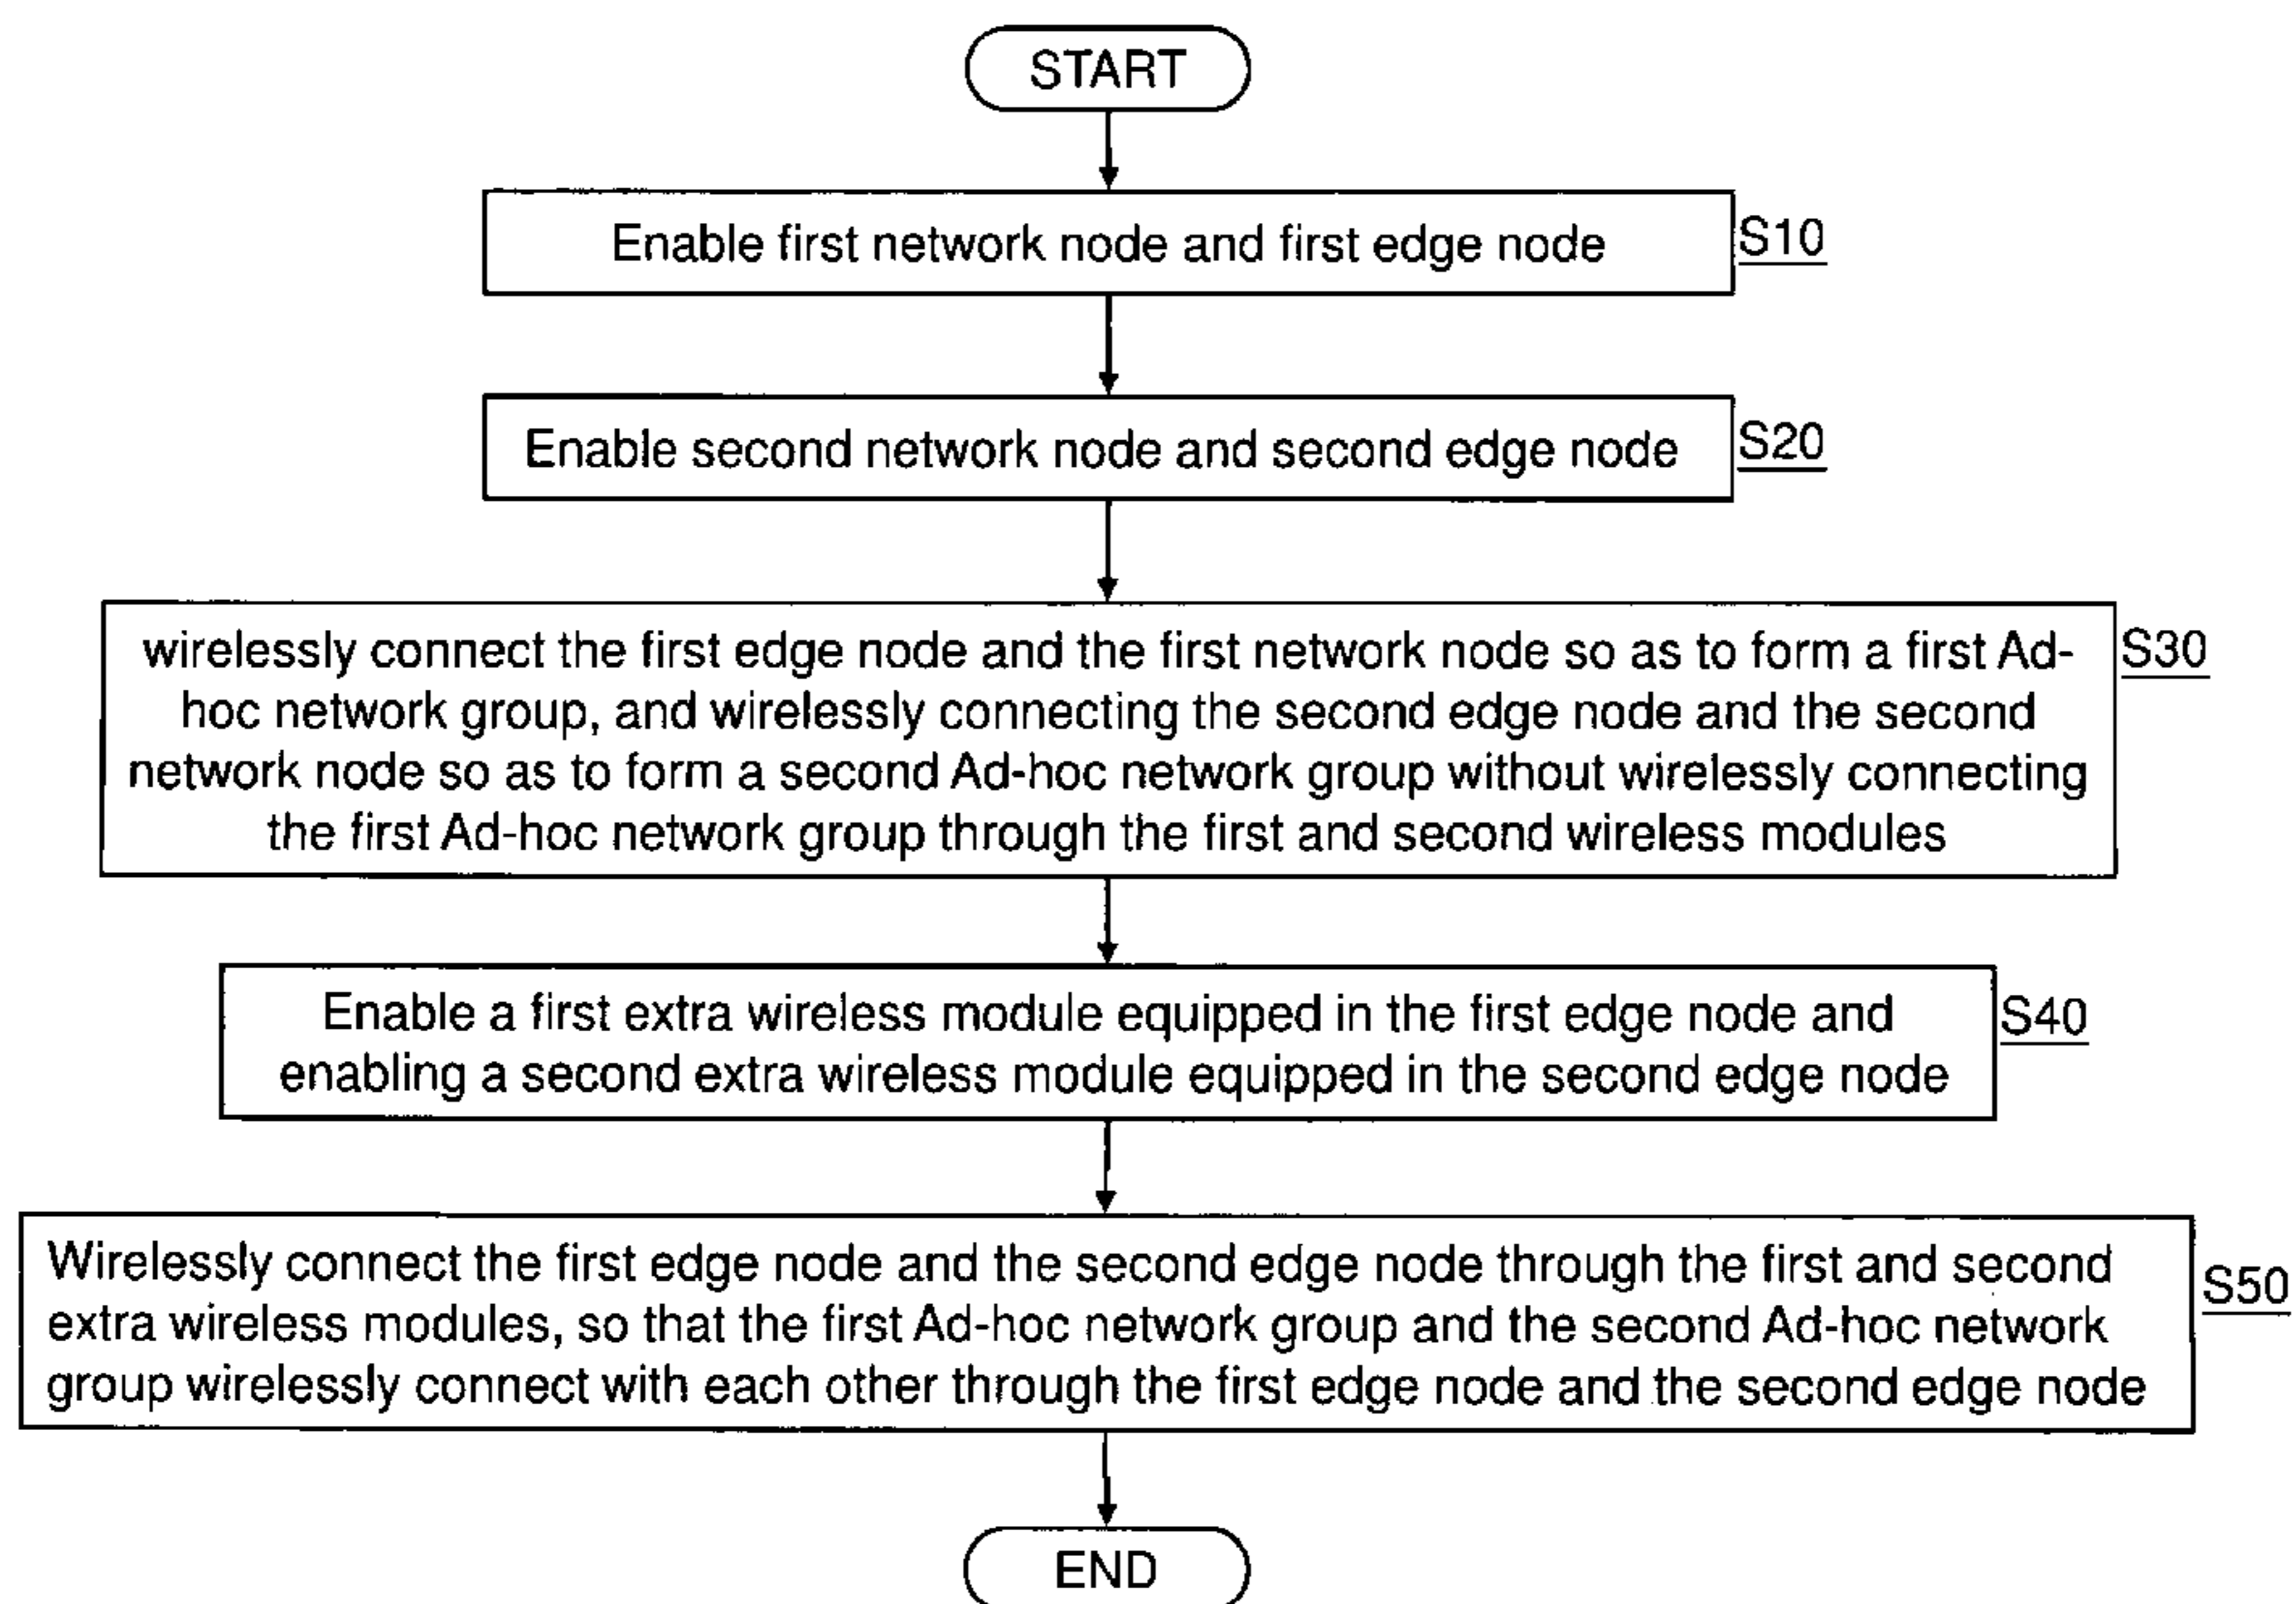 START
Enable first network node and first edge node
S10
Enable second network node and second edge node
S20
wirelessly connect the first edge node and the first network node so as to form a first Ad-
hoc network group, and wirelessly connecting the second edge node and the second
network node so as to form a second Ad-hoc network group without wirelessly connecting
the first Ad-hoc network group through the first and second wireless modules
S30
Enable a first extra wireless module equipped in the first edge node and
enabling a second extra wireless module equipped in the second edge node
S40
Wirelessly connect the first edge node and the second edge node through the first and second
extra wireless modules, so that the first Ad-hoc network group and the second Ad-hoc network
group wirelessly connect with each other through the first edge node and the second edge node
S50
END